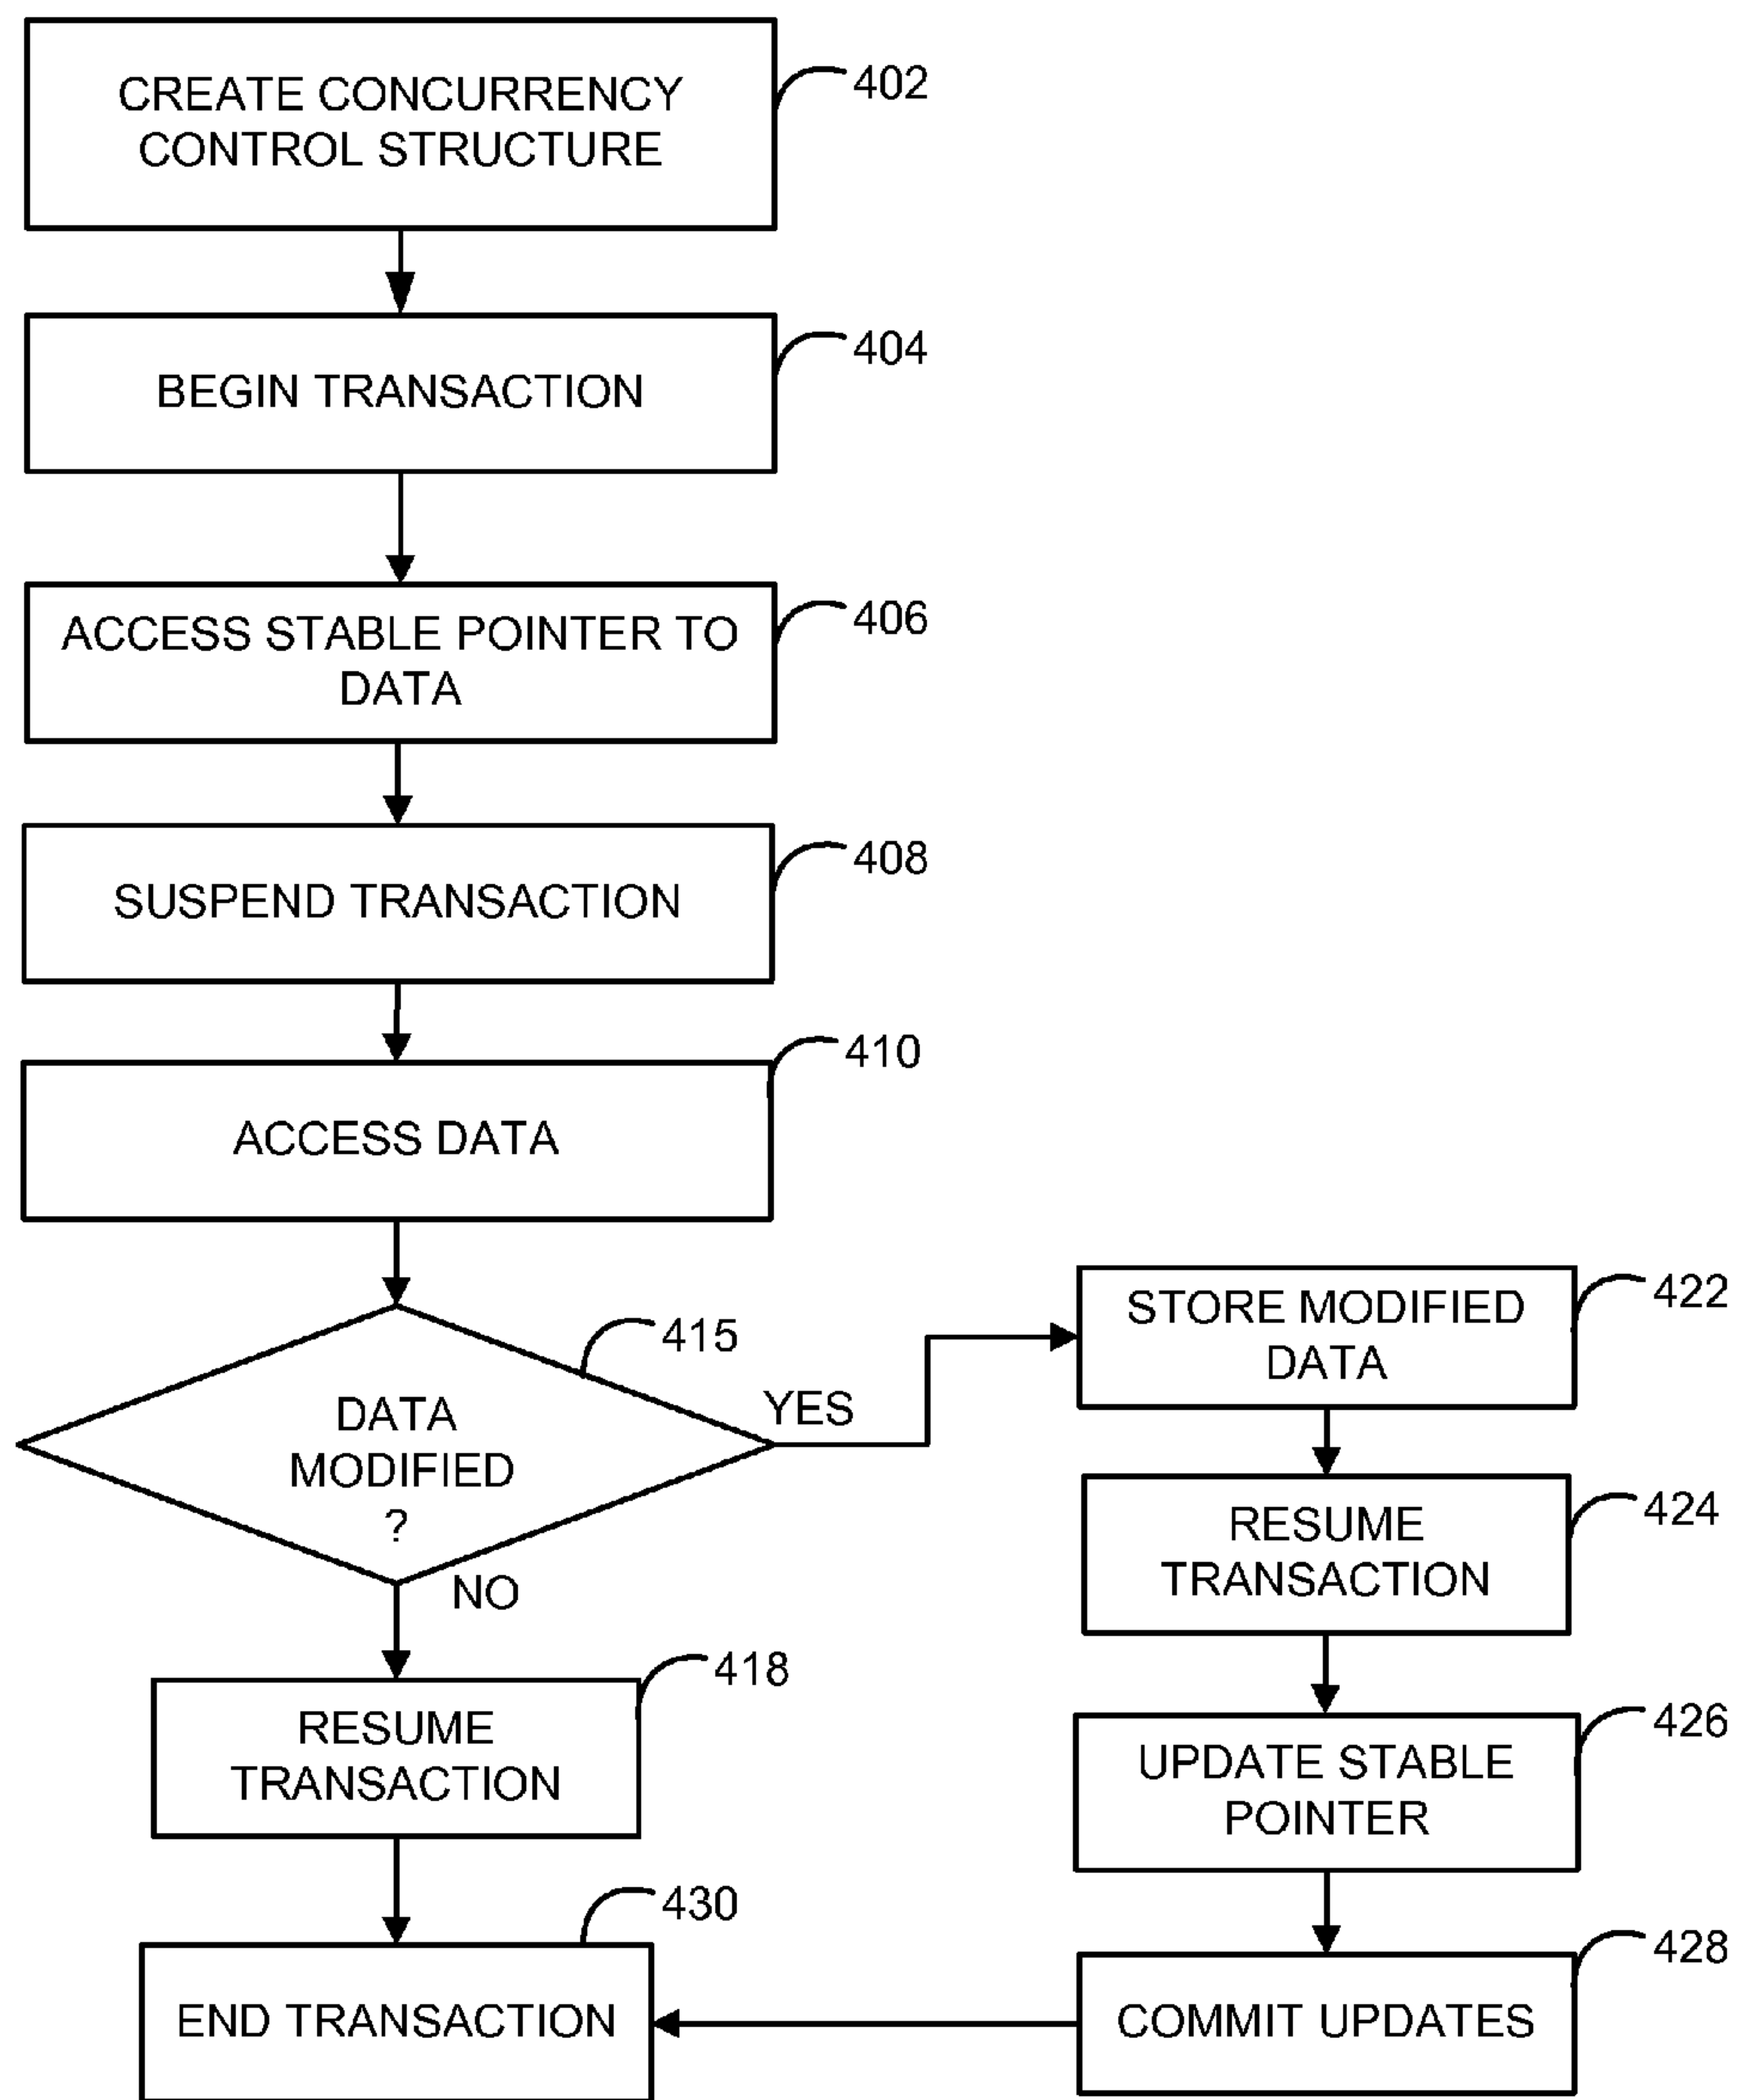 CREATE CONCURRENCY
CONTROL STRUCTURE
402
BEGIN TRANSACTION
404
ACCESS STABLE POINTER TO
DATA
406
SUSPEND TRANSACTION
408
ACCESS DATA
410
DATA
MODIFIED
?
415
YES
NO
STORE MODIFIED
DATA
422
RESUME
TRANSACTION
424
RESUME
TRANSACTION
418
UPDATE STABLE
POINTER
426
END TRANSACTION
430
COMMIT UPDATES
428